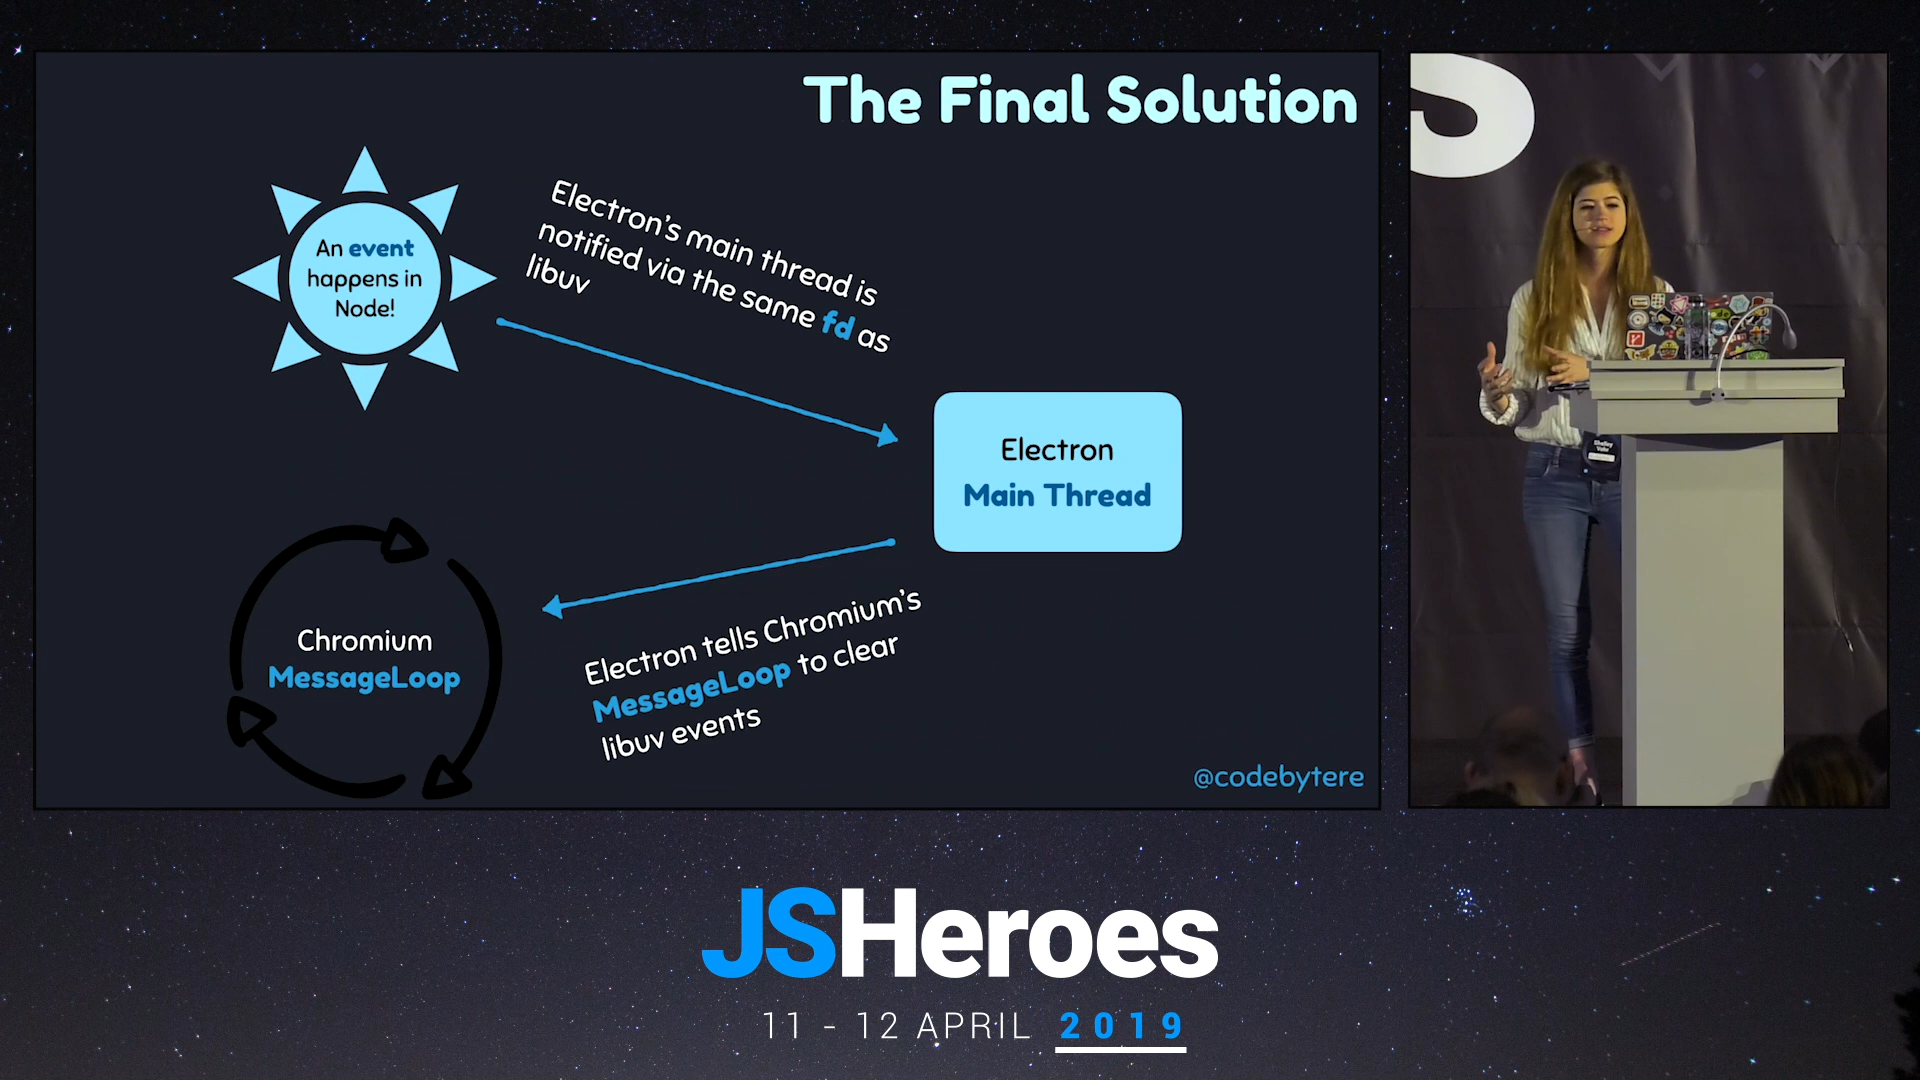 The Final Solution
An event
happens in
Node!
Electron's main thread is
notified via the same fd as
libuv
Electron
Main Thread
Chromium
MessageLoop
Electron tells Chromium's
MessageLoop to clear
libuv events
@codebytere
S
Shelley
Vohr
JSHeroes
11 - 12 APRIL 2019